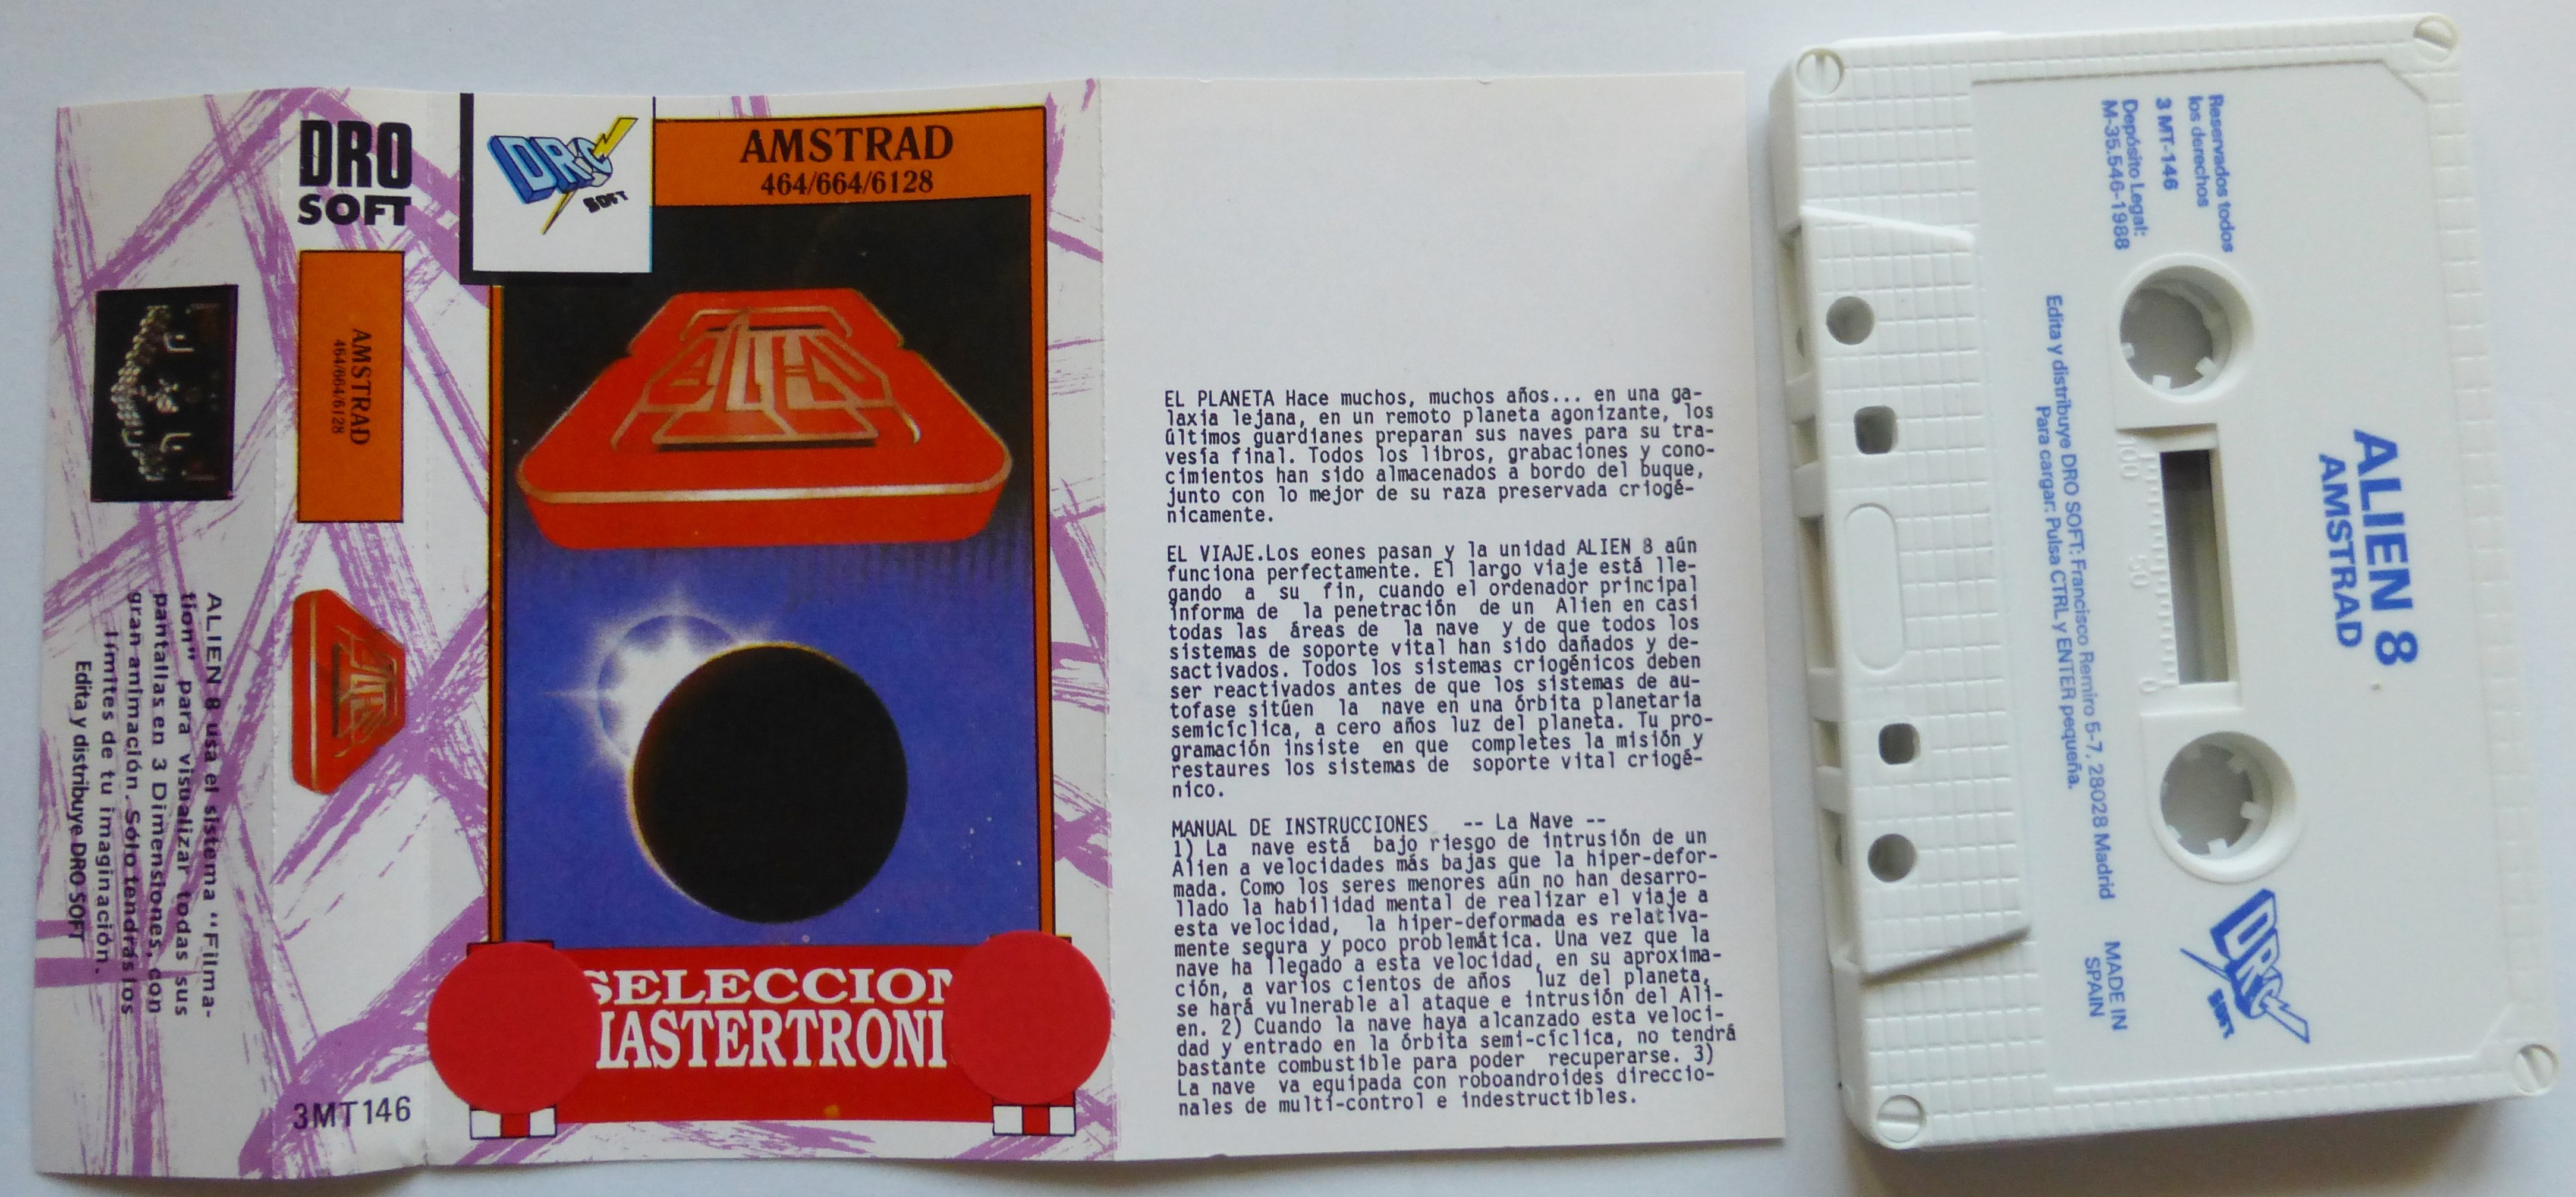 ALIEN 8 usa el sistema "Filma-
tion" para visualizar todas sus
pantallas en 3 Dimensiones, con
gran animación. Sólo tendrás los
límites de tu imaginación.
Edita y distribuye DRO SOFT
DRO
SOFT
AMSTRAD
464/664/6128
3MT146
DRO
SOFT
AMSTRAD
464/664/6128
SELECCION
MASTERTRONI
EL PLANETA Hace muchos, muchos años... en una ga-
laxia lejana, en un remoto planeta agonizante, los
últimos guardianes preparan sus naves para su tra-
vesía final. Todos los libros, grabaciones y cono-
cimientos han sido almacenados a bordo del buque,
junto con lo mejor de su raza preservada criogé-
nicamente.
EL VIAJE.Los eones pasan y la unidad ALIEN 8 aún
funciona perfectamente. El largo viaje está lle-
gando a su fin, cuando el ordenador principal
informa de la penetración de un Alien en casi
todas las áreas de la nave y de que todos los
sistemas de soporte vital han sido dañados y de-
sactivados. Todos los sistemas criogénicos deben
ser reactivados antes de que los sistemas de au-
tofase sitúen la nave en una órbita planetaria
semicíclica, a cero años luz del planeta. Tu pro-
gramación insiste en que completes la misión y
restaures los sistemas de soporte vital criogé-
nico.
MANUAL DE INSTRUCCIONES -- La Nave --
1) La nave está bajo riesgo de intrusión de un
Alien a velocidades más bajas que la hiper-defor-
mada. Como los seres menores aún no han desarro-
llado la habilidad mental de realizar el viaje a
esta velocidad, la hiper-deformada es relativa-
mente segura y poco problemática. Una vez que la
nave ha llegado a esta velocidad, en su aproxima-
ción, a varios cientos de años luz del planeta,
se hará vulnerable al ataque e intrusión del Ali-
en. 2) Cuando la nave haya alcanzado esta veloci-
dad y entrado en la órbita semi-cíclica, no tendrá
bastante combustible para poder recuperarse. 3)
La nave va equipada con roboandroides direccio-
nales de multi-control e indestructibles.
ALIEN 8
AMSTRAD
Reservados todos
los derechos
3 MT-146
Depósito Legal:
M-35.546-1988
100 50 0
Edita y distribuye DRO SOFT: Francisco Remiro 5-7, 28028 Madrid
Para cargar: Pulsa CTRL y ENTER pequeña.
MADE IN
SPAIN
DRO
SOFT